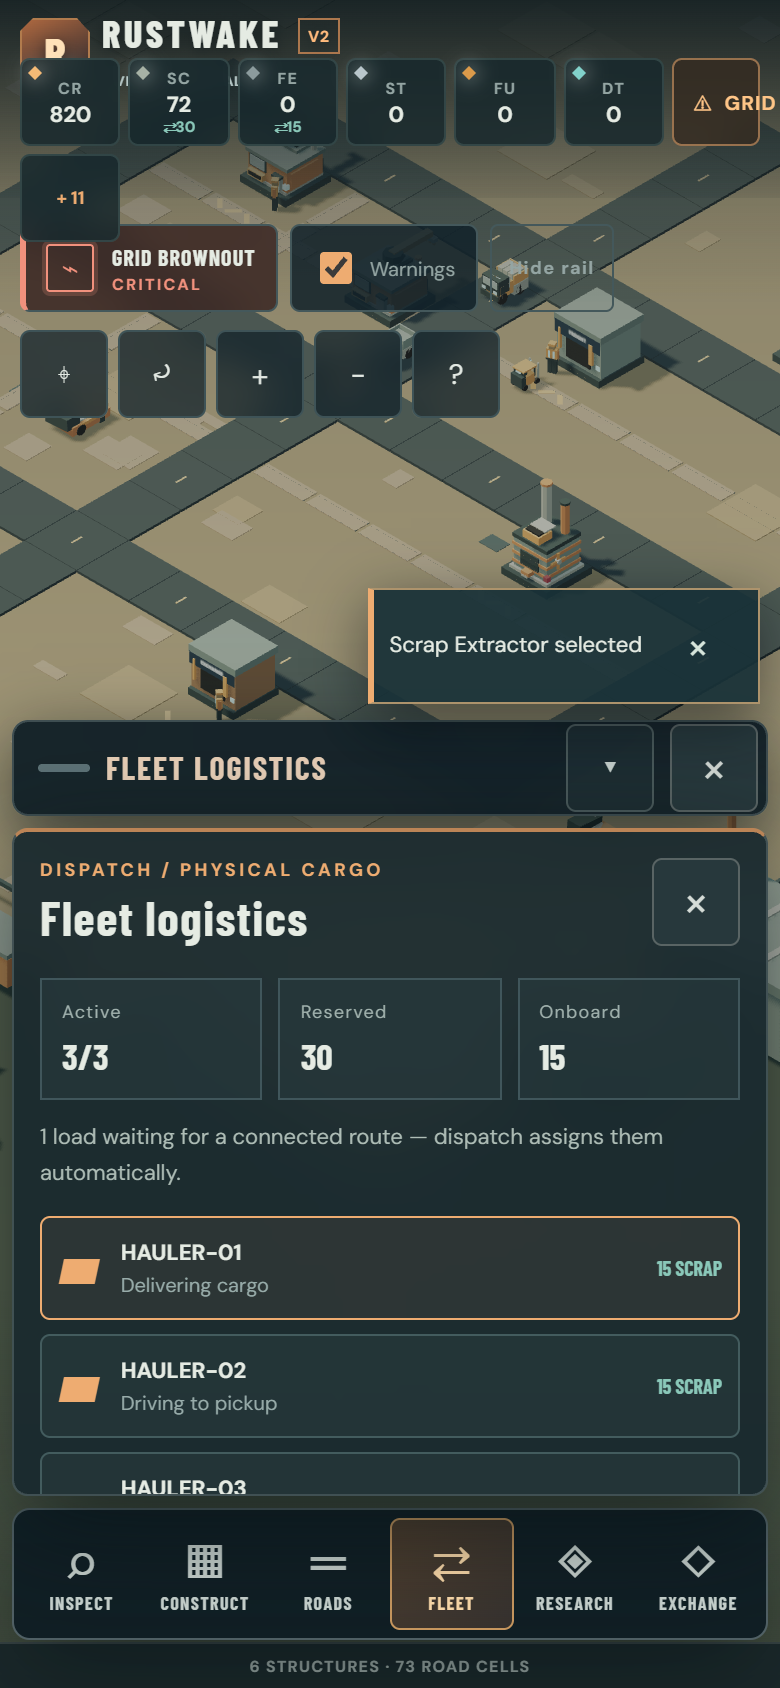 RUSTWAKE V2
R
CR
820
SC
72
⇄30
FE
0
⇄15
ST
0
FU
0
DT
0
⚠ GRID
+ 11
GRID BROWNOUT
CRITICAL
Warnings
Hide rail
+
−
?
Scrap Extractor selected ×
FLEET LOGISTICS
DISPATCH / PHYSICAL CARGO
Fleet logistics
Active
3/3
Reserved
30
Onboard
15
1 load waiting for a connected route — dispatch assigns them
automatically.
HAULER-01
Delivering cargo
15 SCRAP
HAULER-02
Driving to pickup
15 SCRAP
HAULER-03
INSPECT
CONSTRUCT
ROADS
FLEET
RESEARCH
EXCHANGE
6 STRUCTURES · 73 ROAD CELLS